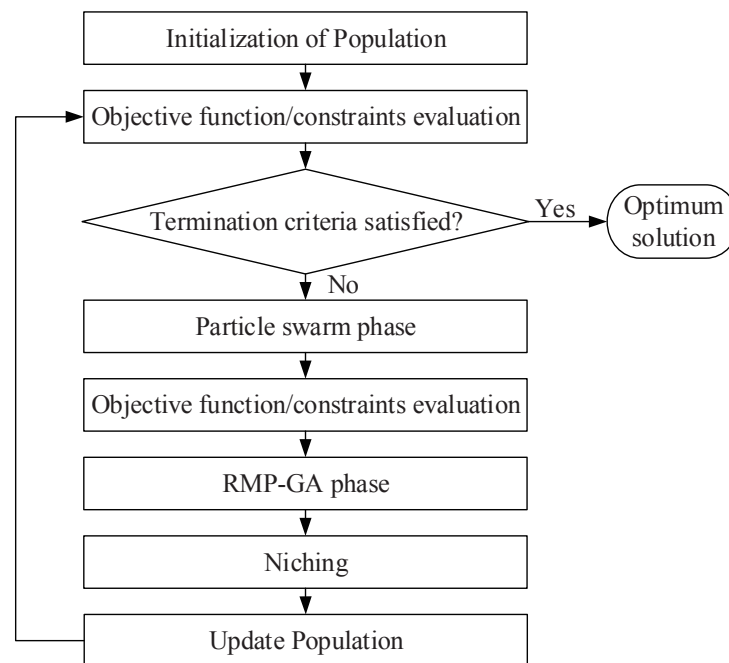 Initialization of Population
Objective function/constraints evaluation
Termination criteria satisfied?
Yes
Optimum
solution
No
Particle swarm phase
Objective function/constraints evaluation
RMP-GA phase
Niching
Update Population